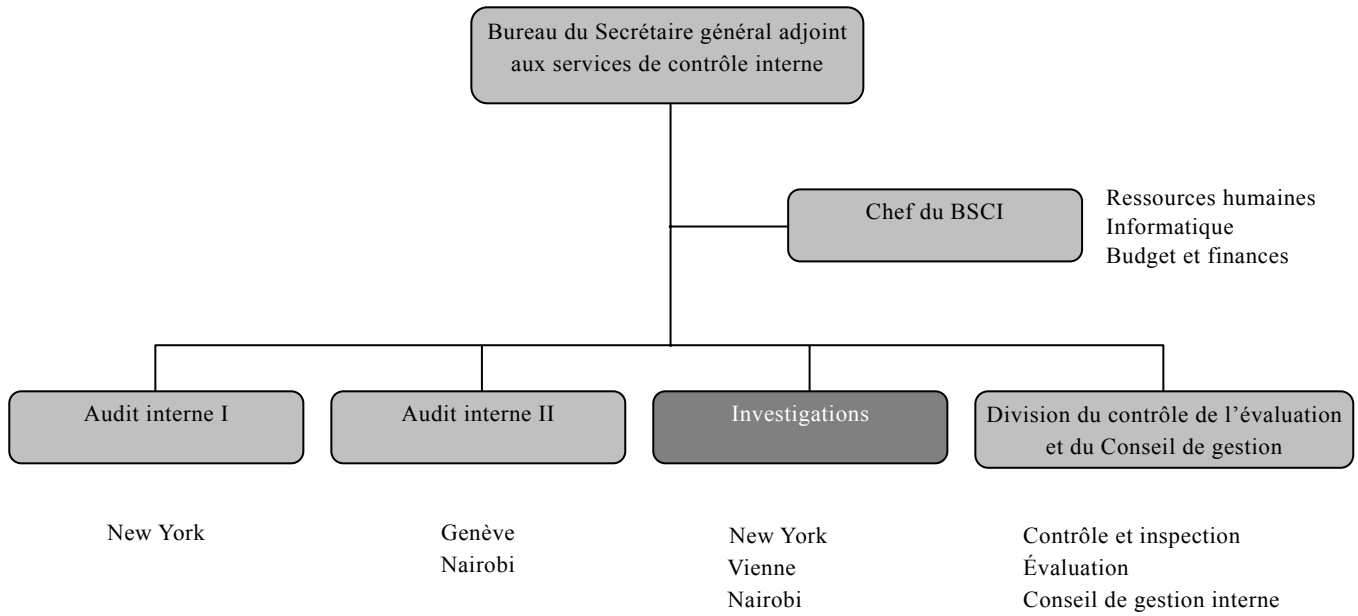 Bureau du Secrétaire général adjoint
aux services de contrôle interne
Chef du BSCI
Ressources humaines
Informatique
Budget et finances
Audit interne I
Audit interne II
Investigations
Division du contrôle de l’évaluation
et du Conseil de gestion
New York
Genève
Nairobi
New York
Vienne
Nairobi
Contrôle et inspection
Évaluation
Conseil de gestion interne